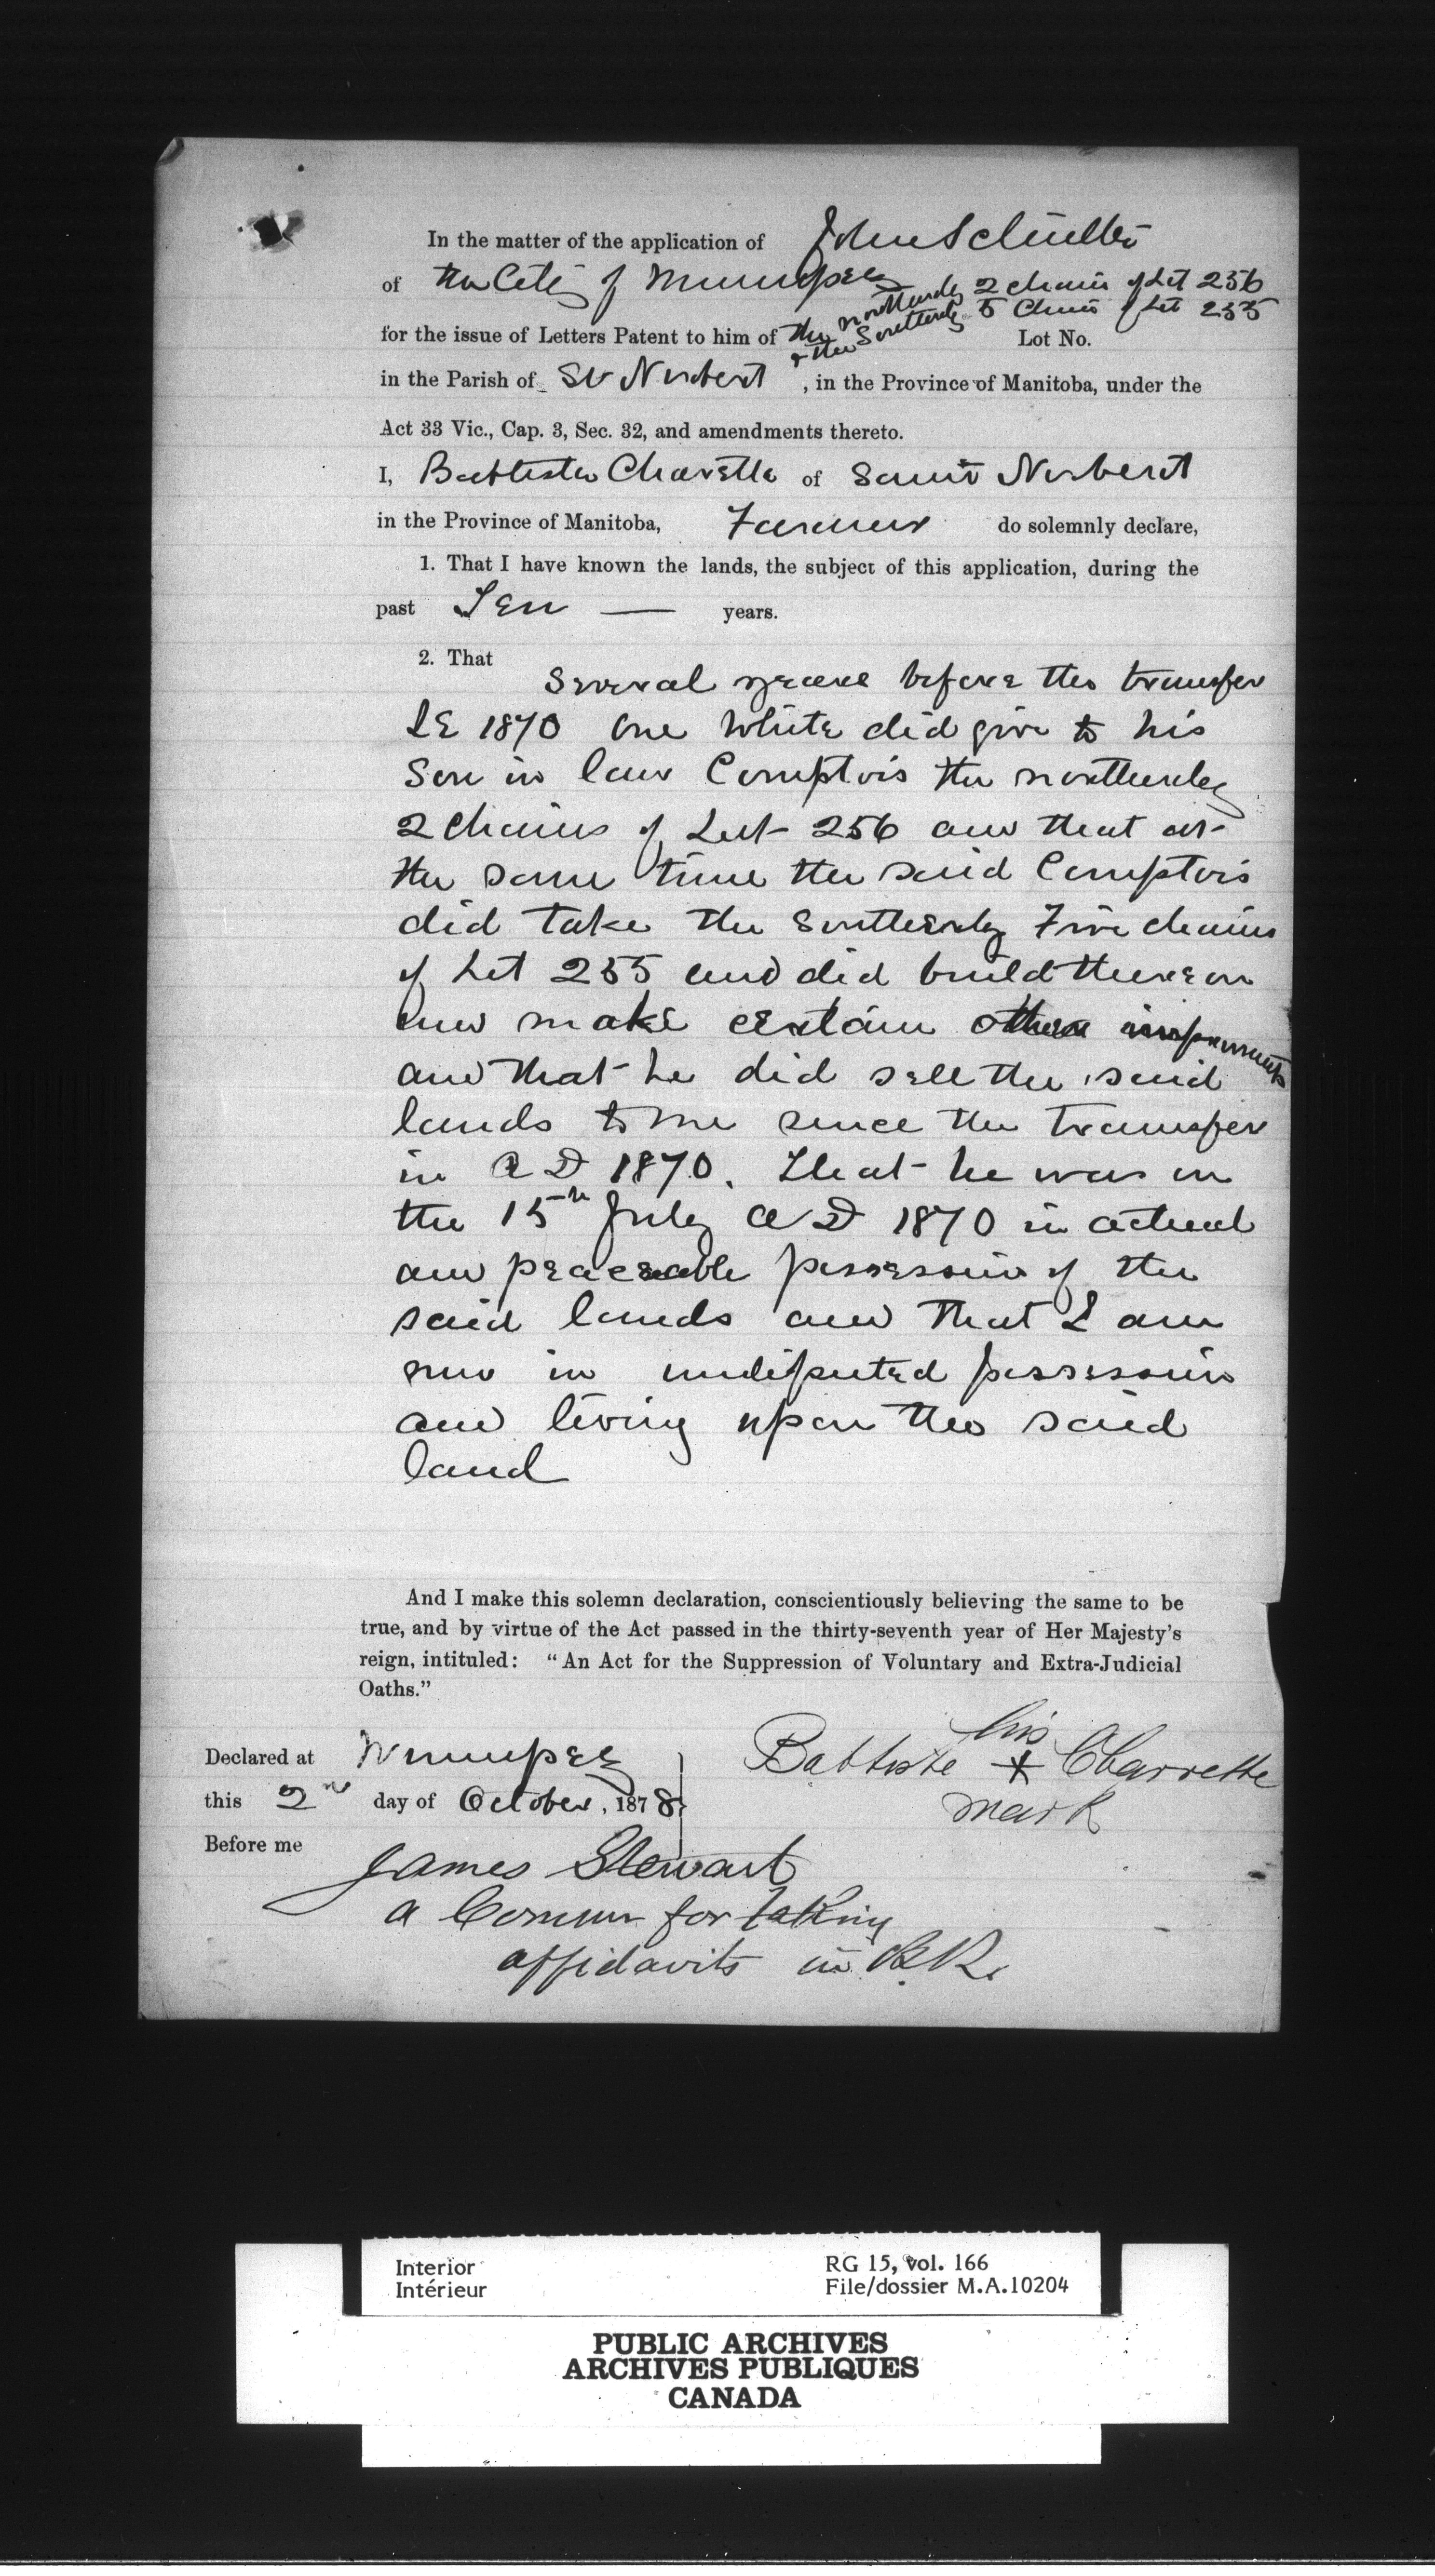 In the matter of the application of John Schultz
of the City of Winnipeg
for the issue of Letters Patent to him of the northerly 2 chains of Lot 256
& the Southerly 5 Chains of Lot 255
Lot No.
in the Parish of St Norbert, in the Province of Manitoba, under the
Act 33 Vic., Cap. 3, Sec. 32, and amendments thereto.
I, Babtiste Charette of Saint Norbert
in the Province of Manitoba, Farmer do solemnly declare,
1. That I have known the lands, the subject of this application, during the
past Ten — years.
2. That
Several years before the transfer
1870 one White did give to his
Son in law Comptois the northerly
2 chains of Lot 256 and that at
the same time the said Comptois
did take the Southerly Five chains
of Lot 255 and did build thereon
and make certain other improvments
and that he did sell the said
lands to me since the transfer
in A D 1870. That he was on
the 15th July A D 1870 in actual
and peaceable possession of the
said lands and that I am
now in undisputed possession
and living upon the said
land
And I make this solemn declaration, conscientiously believing the same to be
true, and by virtue of the Act passed in the thirty-seventh year of Her Majesty's
reign, intituled: "An Act for the Suppression of Voluntary and Extra-Judicial
Oaths."
Declared at Winnipeg
this 2nd day of October, 1878
Before me
his
Babtiste * Charrette
mark
James Stewart
a Commr for taking
affidavits in B.R.
Interior
Intérieur
RG 15, vol. 166
File/dossier M.A.10204
PUBLIC ARCHIVES
ARCHIVES PUBLIQUES
CANADA